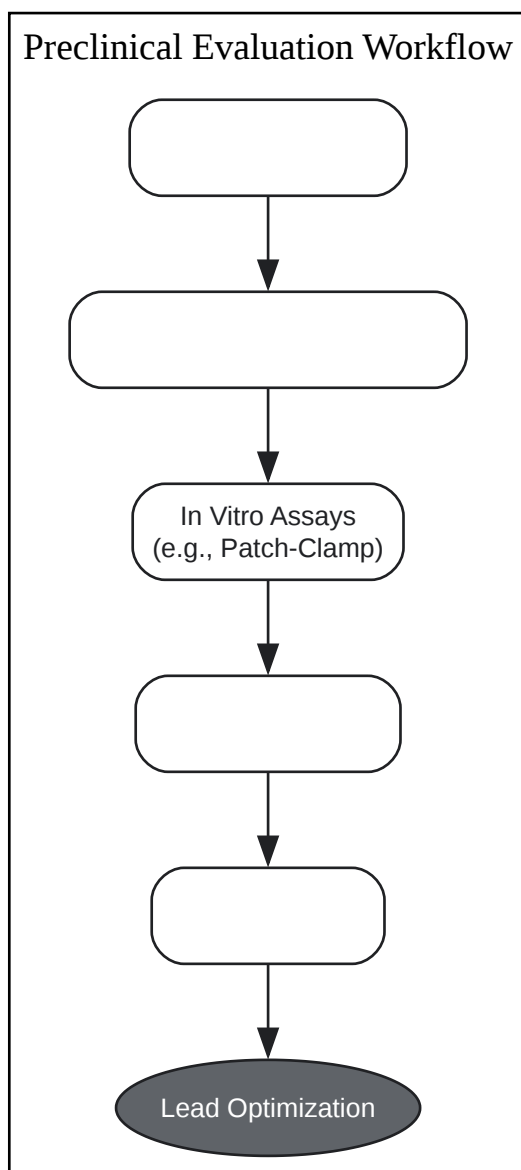 Preclinical Evaluation Workflow
In Vitro Assays
(e.g., Patch-Clamp)
Lead Optimization